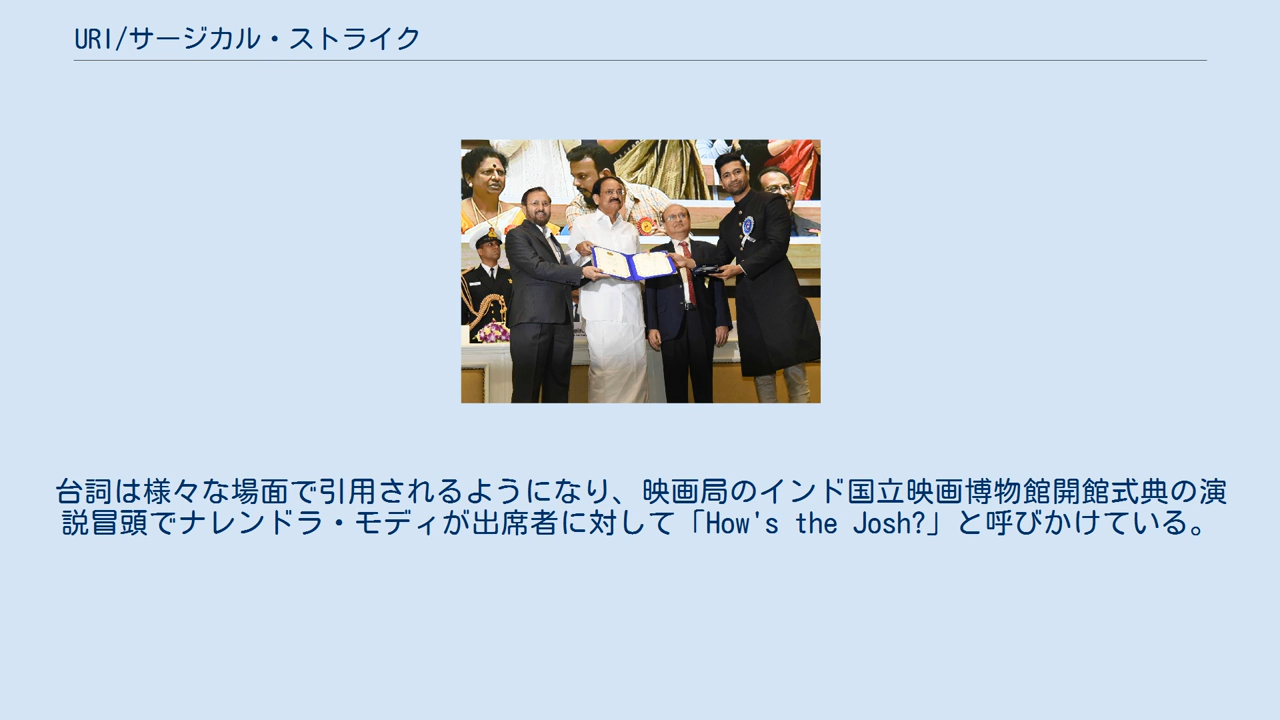 URI/サージカル・ストライク
台詞は様々な場面で引用されるようになり、映画局のインド国立映画博物館開館式典の演
説冒頭でナレンドラ・モディが出席者に対して「How's the Josh?」と呼びかけている。